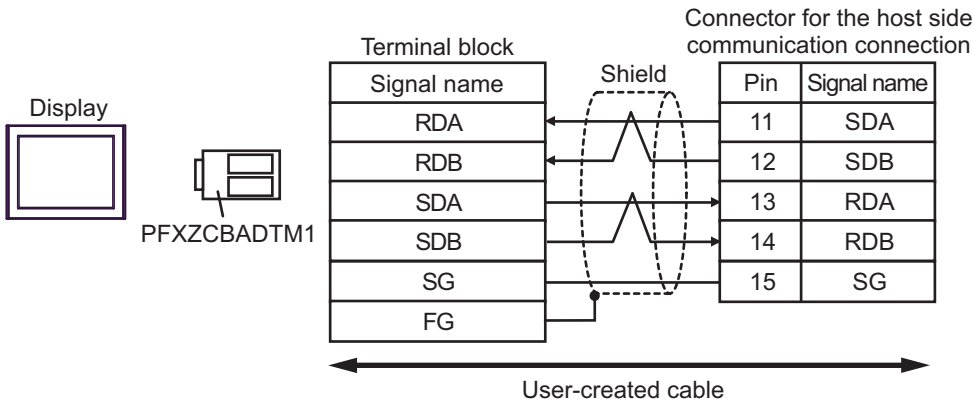 Connector for the host side
communication connection
Terminal block
Signal name
Shield
Pin Signal name
Display
PFXZCBADTM1
RDA 11 SDA
RDB 12 SDB
SDA 13 RDA
SDB 14 RDB
SG 15 SG
FG
User-created cable